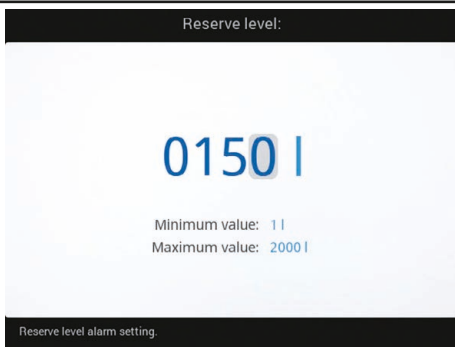 Reserve level:
0150 l
Minimum value: 1 l
Maximum value: 2000 l
Reserve level alarm setting.